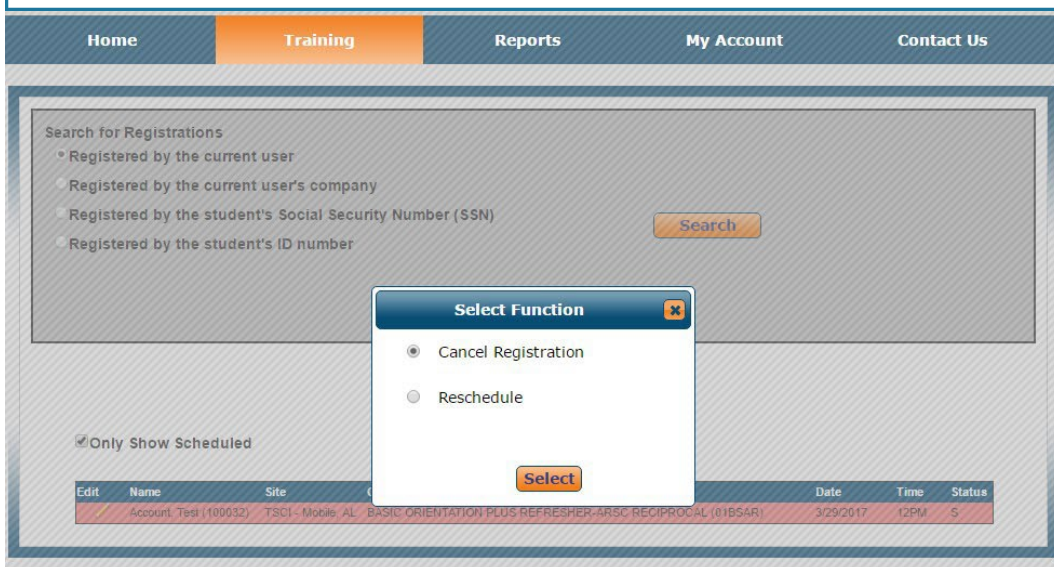 Home Training Reports My Account Contact Us
Search for Registrations
Registered by the current user
Registered by the current user's company
Registered by the student's Social Security Number (SSN)
Registered by the student's ID number
Search
Select Function
Cancel Registration
Reschedule
Select
Only Show Scheduled
Edit Name Site Date Time Status
Account, Test (100032) TSCI - Mobile, AL BASIC ORIENTATION PLUS REFRESHER-ARSC RECIPROCAL (01BSAR) 3/29/2017 12PM S